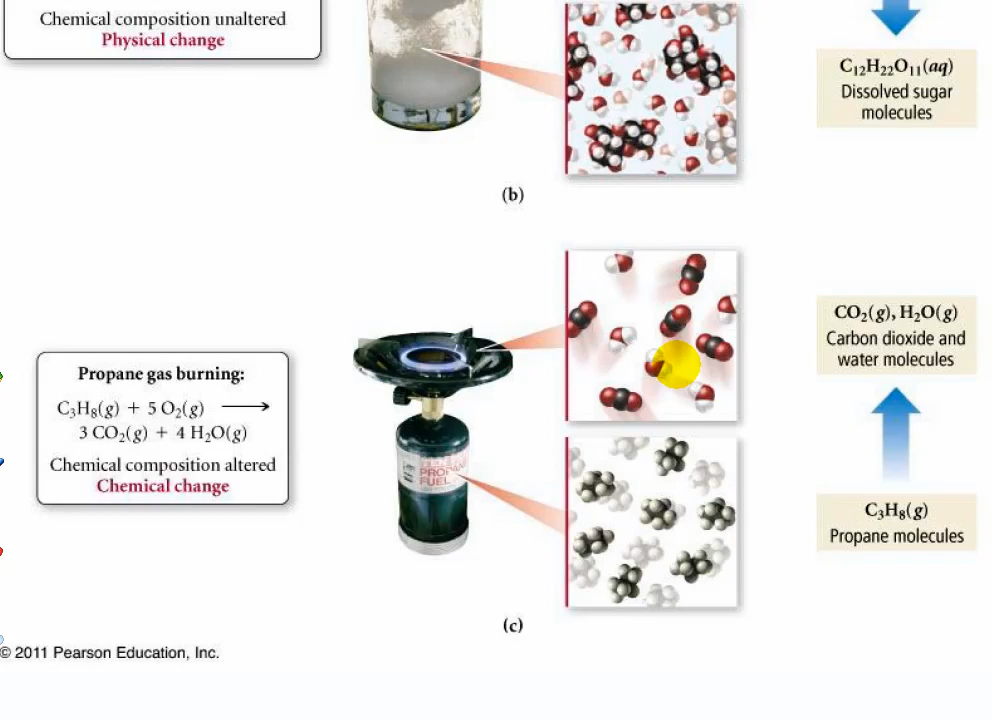 Chemical composition unaltered
Physical change
C₁₂H₂₂O₁₁(aq)
Dissolved sugar
molecules
(b)
CO₂(g), H₂O(g)
Carbon dioxide and
water molecules
Propane gas burning:
C₃H₈(g) + 5 O₂(g) ⟶
3 CO₂(g) + 4 H₂O(g)
Chemical composition altered
Chemical change
PROPANE
FUEL
C₃H₈(g)
Propane molecules
(c)
© 2011 Pearson Education, Inc.